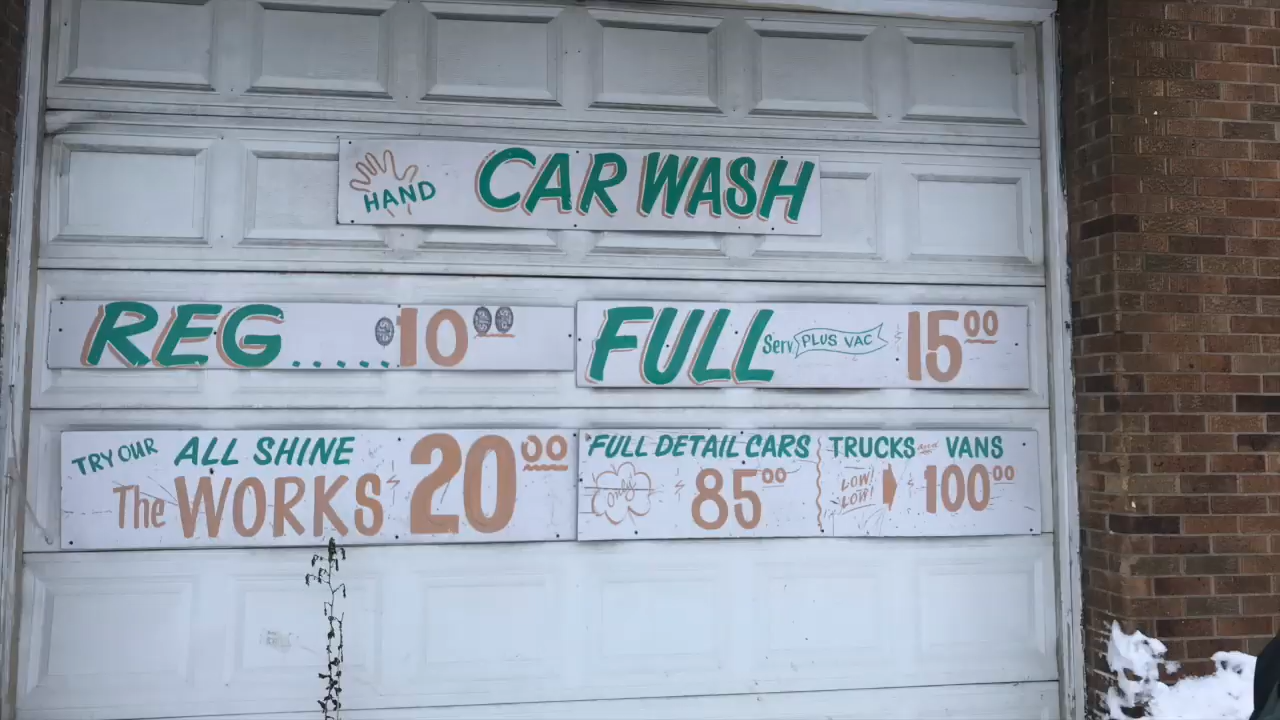 HAND CAR WASH
REG..... 10 00
FULL Serv PLUS VAC $ 15 00
TRY OUR ALL SHINE
The WORKS $ 20 00
FULL DETAIL CARS
Only $ 85 00
TRUCKS VANS
LOW! LOW! $ 100 00